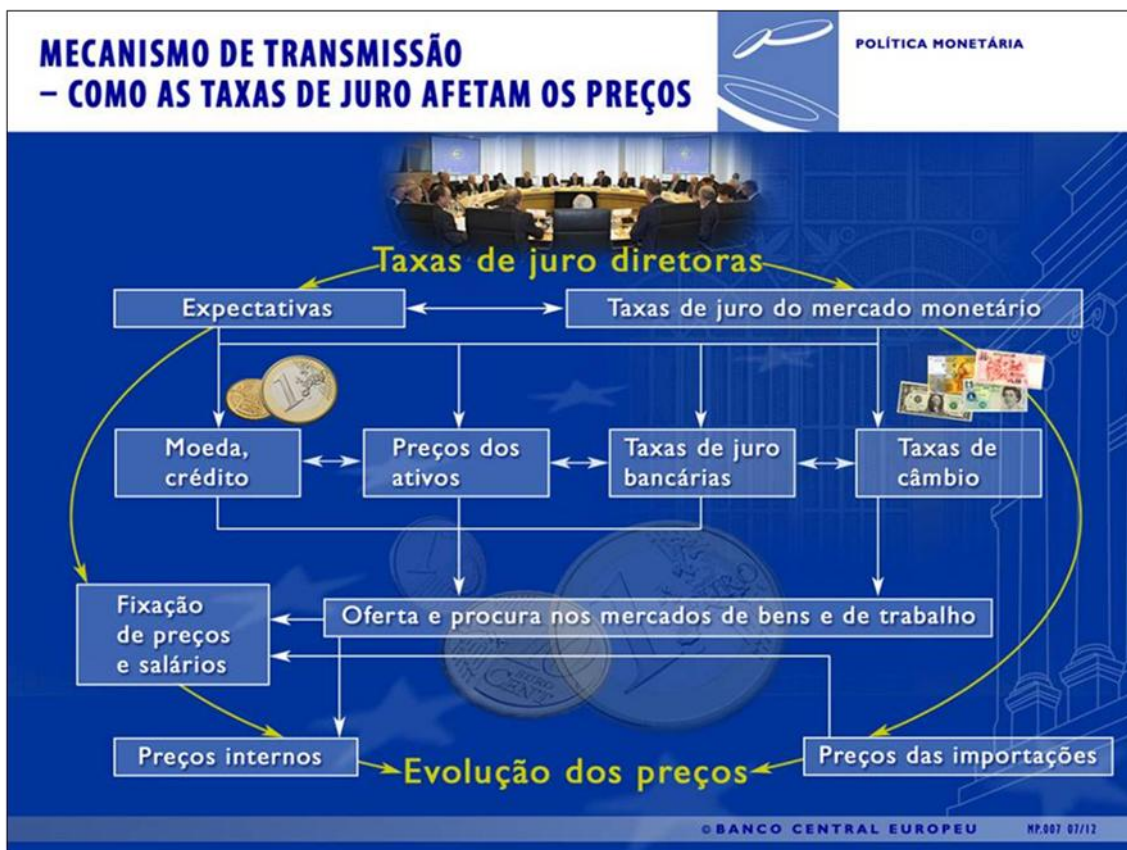 MECANISMO DE TRANSMISSÃO
– COMO AS TAXAS DE JURO AFETAM OS PREÇOS
POLÍTICA MONETÁRIA
Taxas de juro diretoras
Expectativas
Taxas de juro do mercado monetário
Moeda,
crédito
Preços dos
ativos
Taxas de juro
bancárias
Taxas de
câmbio
Fixação
de preços
e salários
Oferta e procura nos mercados de bens e de trabalho
Preços internos
Evolução dos preços
Preços das importações
© BANCO CENTRAL EUROPEU
MP.007 07/12